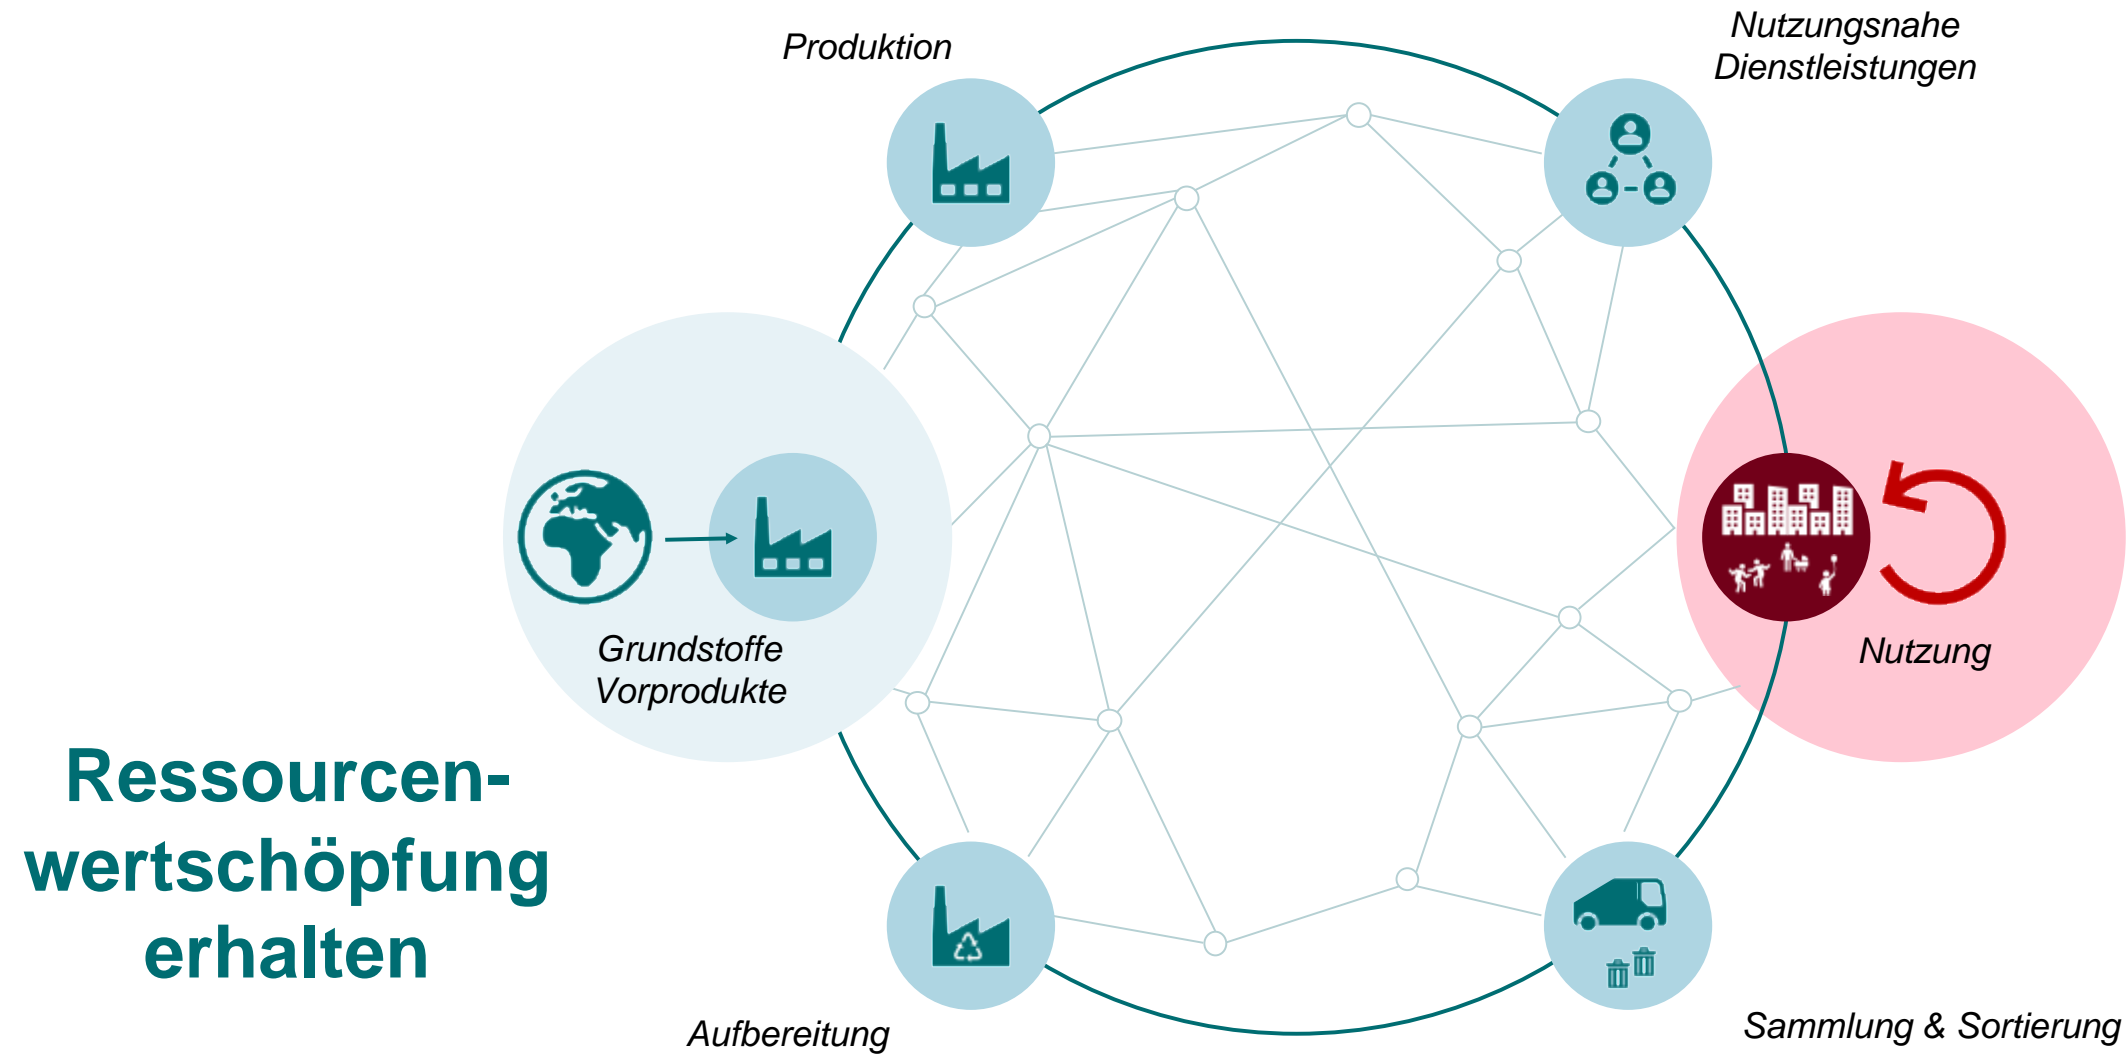 Produktion
Nutzungsnahe
Dienstleistungen
Grundstoffe
Vorprodukte
Nutzung
Ressourcen-
wertschöpfung
erhalten
Aufbereitung
Sammlung & Sortierung